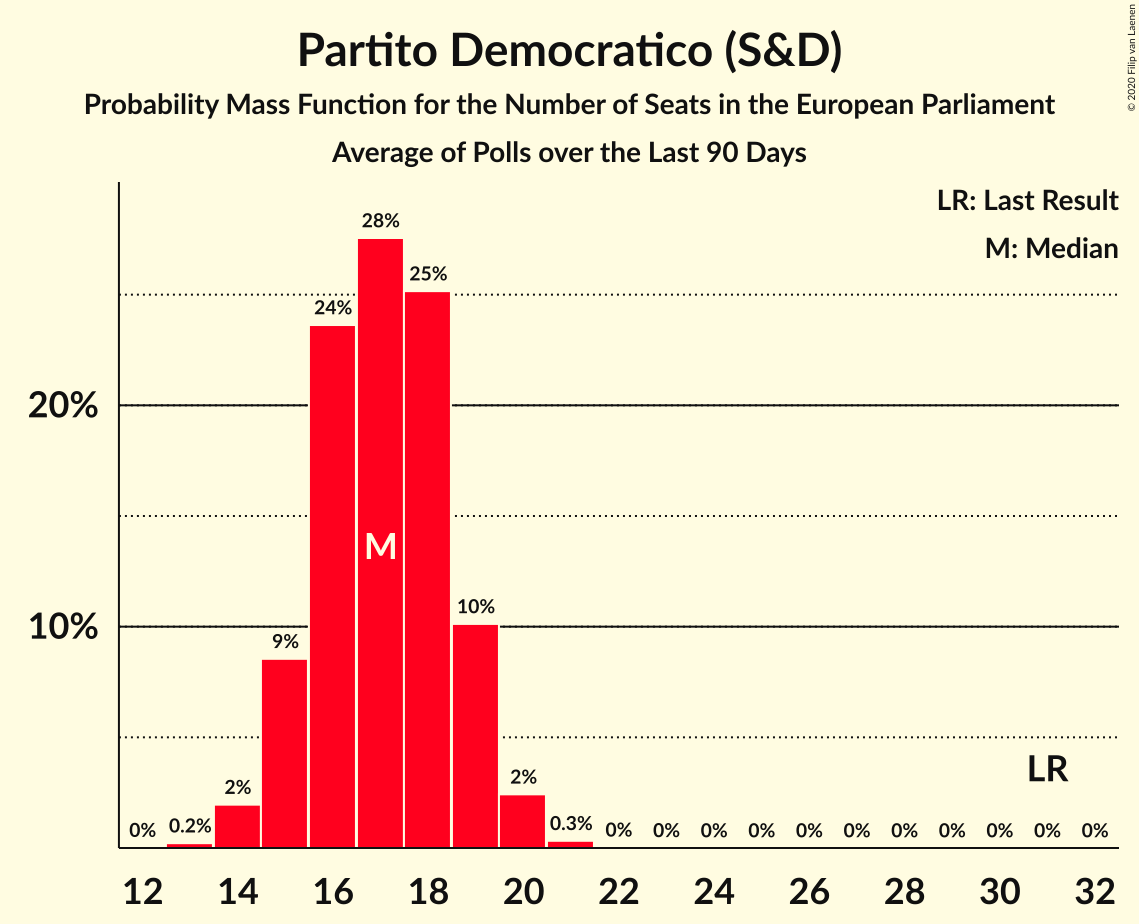 Partito Democratico (S&D)
Probability Mass Function for the Number of Seats in the European Parliament
Average of Polls over the Last 90 Days
© 2020 Filip van Laenen
LR: Last Result
M: Median
28%
25%
24%
20%
M
10%
10%
9%
LR
2%
2%
0% 0.2% 0.3% 0% 0% 0% 0% 0% 0% 0% 0% 0% 0% 0%
12 14 16 18 20 22 24 26 28 30 32